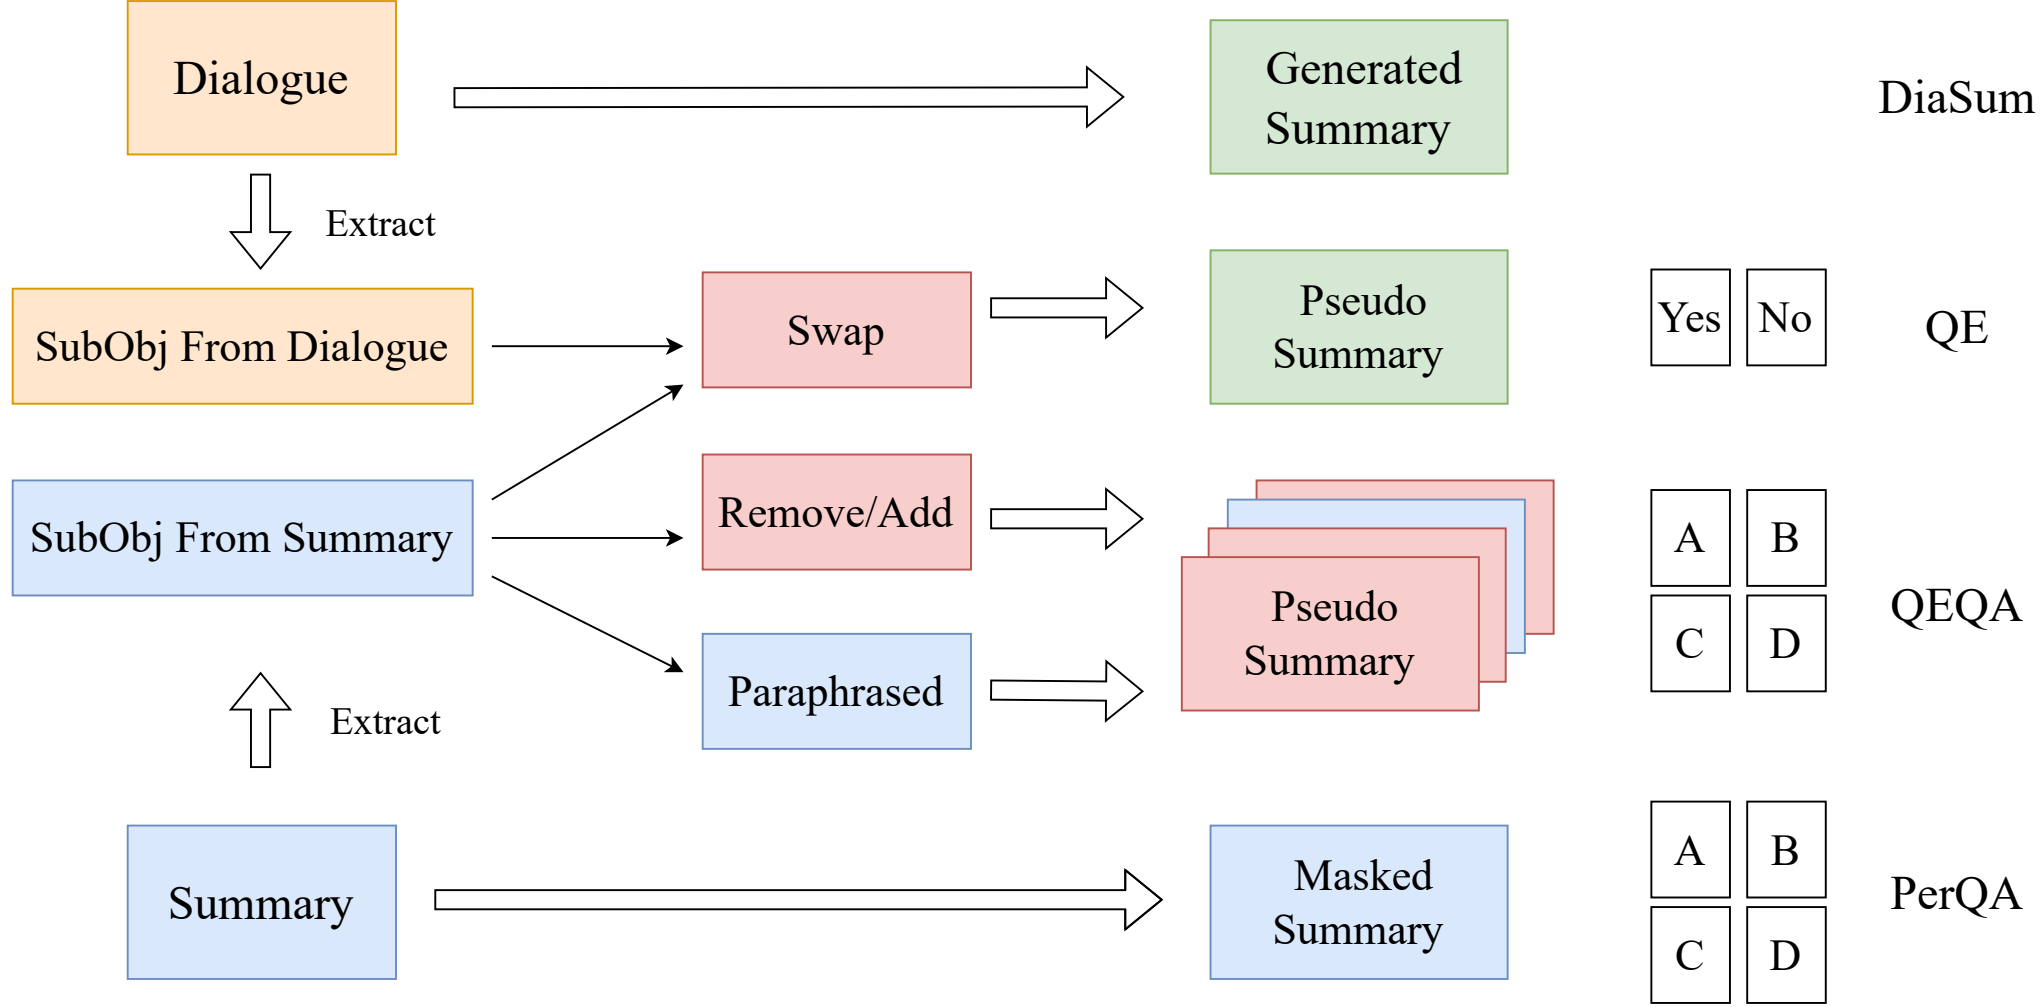 Dialogue
Generated
Summary
DiaSum
Extract
SubObj From Dialogue
Swap
Pseudo
Summary
Yes
No
QE
SubObj From Summary
Remove/Add
Paraphrased
Pseudo
Summary
A
B
C
D
QEQA
Extract
Summary
Masked
Summary
A
B
C
D
PerQA